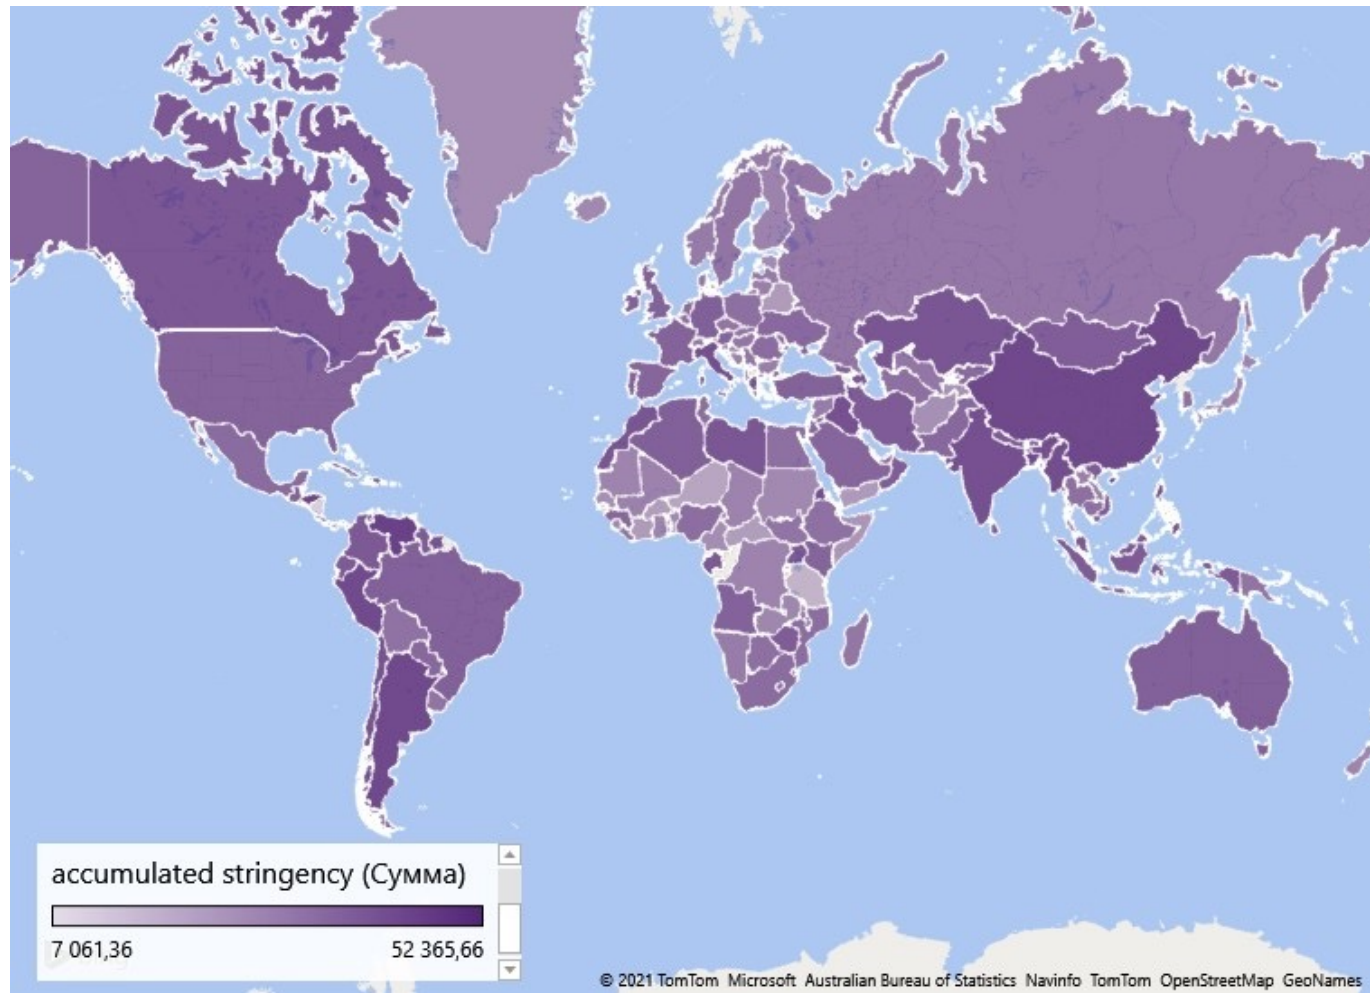 accumulated stringency (Сумма)
7 061,36
52 365,66
© 2021 TomTom Microsoft Australian Bureau of Statistics Navinfo TomTom OpenStreetMap GeoNames